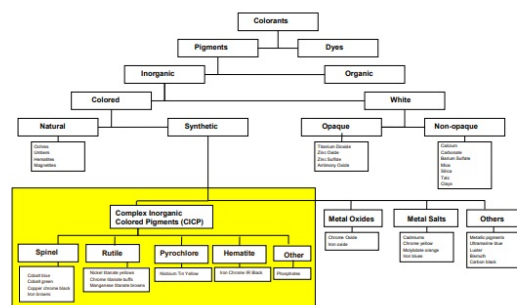 Colorants
Pigments
Dyes
Inorganic
Organic
Colored
White
Natural
Synthetic
Opaque
Non-opaque
Ochres
Umbers
Hematites
Magnetites
Titanium Dioxide
Zinc Oxide
Zinc Sulfate
Antimony Oxide
Calcium
Carbonate
Barium Sulfate
Mica
Silica
Talc
Clays
Complex Inorganic
Colored Pigments (CICP)
Metal Oxides
Metal Salts
Others
Chrome Oxide
Iron oxide
Cadmiums
Chrome yellow
Molybdate orange
Iron blues
Metallic pigments
Ultramarine blue
Luster
Bismuth
Carbon black
Spinel
Rutile
Pyrochlore
Hematite
Other
Cobalt blue
Cobalt green
Copper chrome black
Iron browns
Nickel titanate yellows
Chrome titanate buffs
Manganese titanate browns
Niobium Tin Yellow
Iron Chrome IR Black
Phosphates